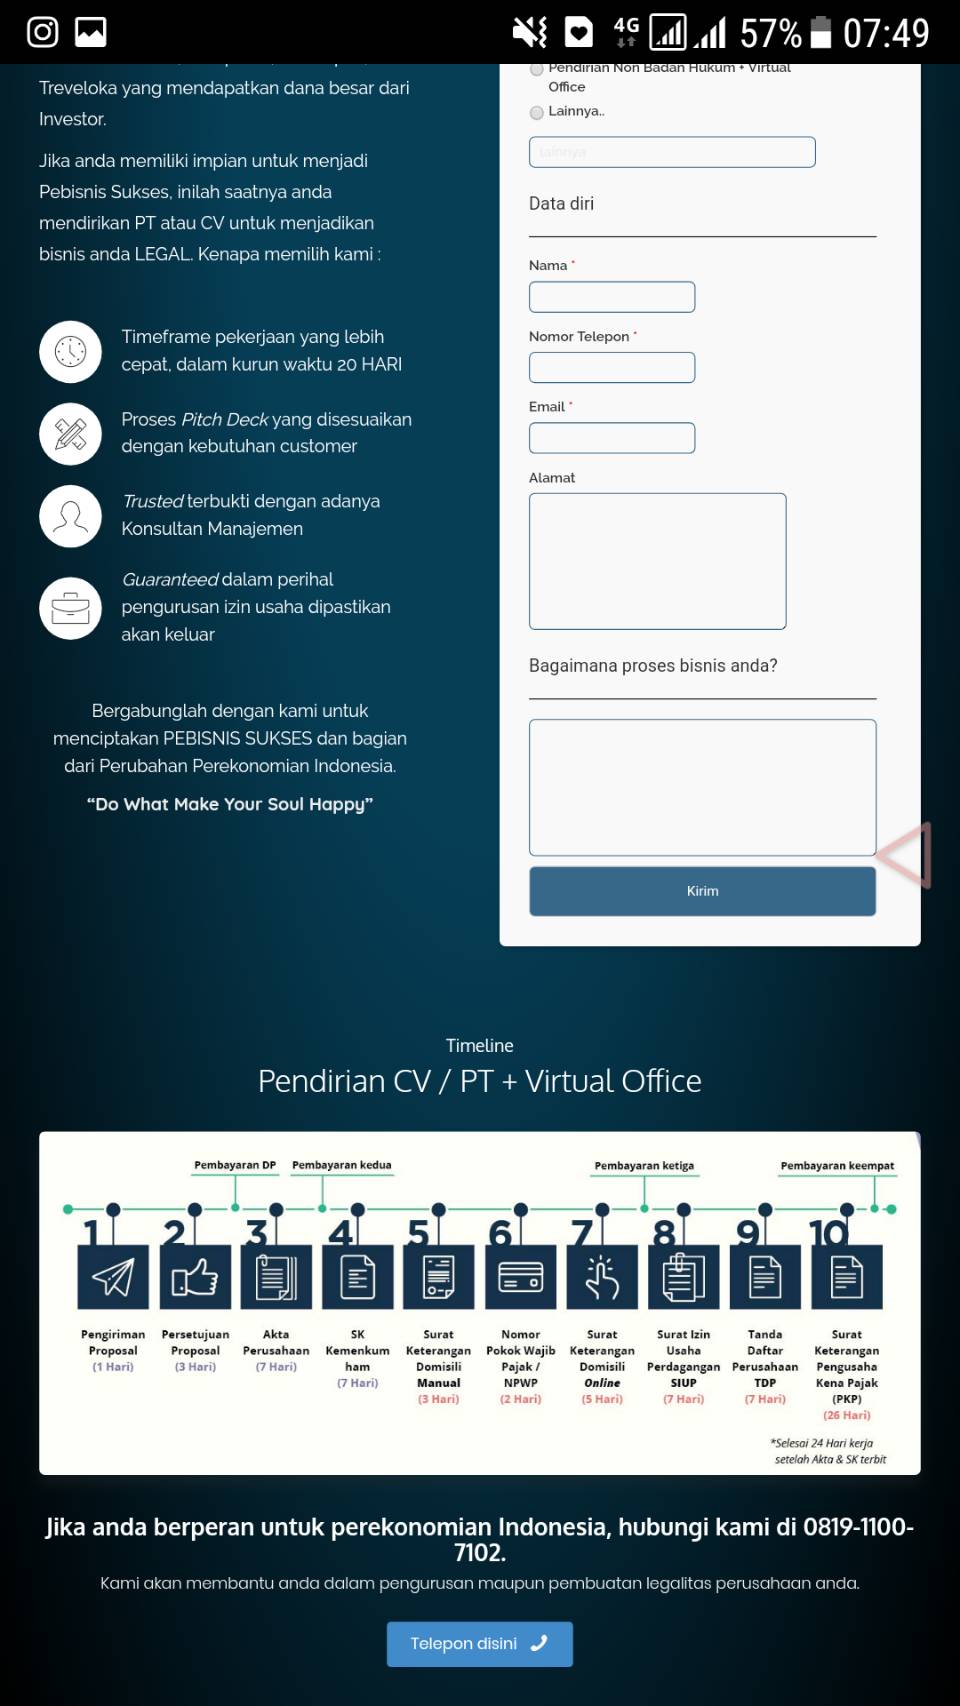 57% 07:49
4G
Treveloka yang mendapatkan dana besar dari
Investor.
Jika anda memiliki impian untuk menjadi
Pebisnis Sukses, inilah saatnya anda
mendirikan PT atau CV untuk menjadikan
bisnis anda LEGAL. Kenapa memilih kami :
Timeframe pekerjaan yang lebih
cepat, dalam kurun waktu 20 HARI
Proses Pitch Deck yang disesuaikan
dengan kebutuhan customer
Trusted terbukti dengan adanya
Konsultan Manajemen
Guaranteed dalam perihal
pengurusan izin usaha dipastikan
akan keluar
Bergabunglah dengan kami untuk
menciptakan PEBISNIS SUKSES dan bagian
dari Perubahan Perekonomian Indonesia.
“Do What Make Your Soul Happy”
Pendirian Non Badan Hukum + Virtual
Office
Lainnya..
lainnya
Data diri
Nama *
Nomor Telepon *
Email *
Alamat
Bagaimana proses bisnis anda?
Kirim
Timeline
Pendirian CV / PT + Virtual Office
Pembayaran DP
Pembayaran kedua
Pembayaran ketiga
Pembayaran keempat
1
Pengiriman
Proposal
(1 Hari)
2
Persetujuan
Proposal
(3 Hari)
3
Akta
Perusahaan
(7 Hari)
4
SK
Kemenkum
ham
(7 Hari)
5
Surat
Keterangan
Domisili
Manual
(3 Hari)
6
Nomor
Pokok Wajib
Pajak /
NPWP
(2 Hari)
7
Surat
Keterangan
Domisili
Online
(5 Hari)
8
Surat Izin
Usaha
Perdagangan
SIUP
(7 Hari)
9
Tanda
Daftar
Perusahaan
TDP
(7 Hari)
10
Surat
Keterangan
Pengusaha
Kena Pajak
(PKP)
(26 Hari)
*Selesai 24 Hari kerja
setelah Akta & SK terbit
Jika anda berperan untuk perekonomian Indonesia, hubungi kami di 0819-1100-
7102.
Kami akan membantu anda dalam pengurusan maupun pembuatan legalitas perusahaan anda.
Telepon disini